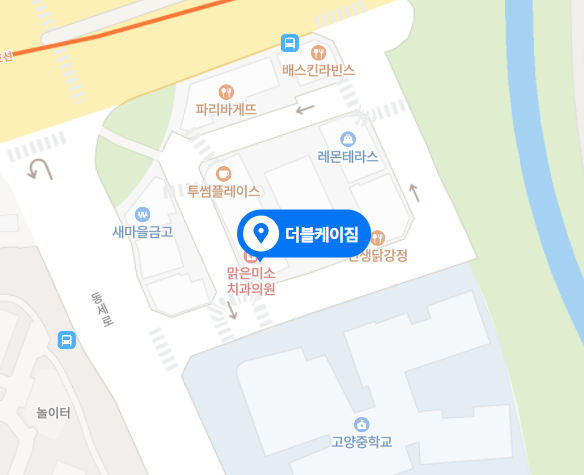 호선
배스킨라빈스
파리바게뜨
레몬테라스
투썸플레이스
새마을금고
더블케이짐
닭강정
맑은미소
치과의원
동세로
놀이터
고양중학교